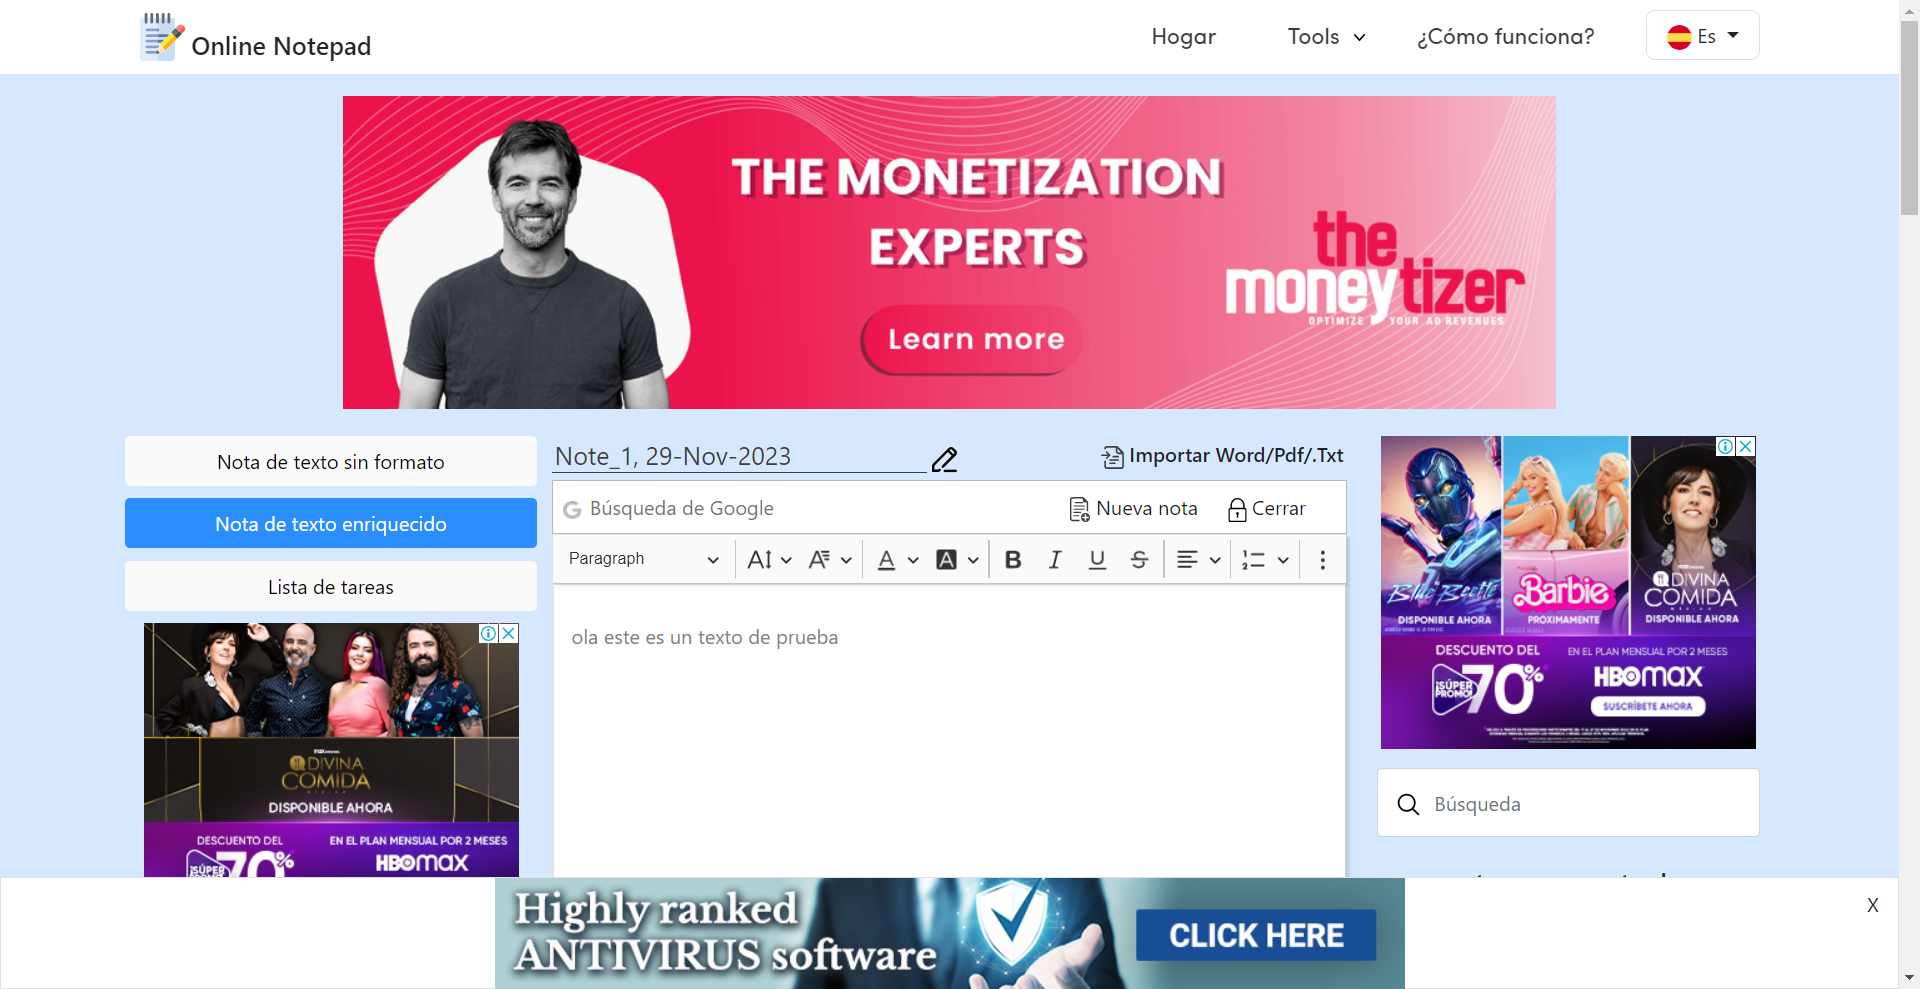 Online Notepad
Hogar
Tools
¿Cómo funciona?
Es
THE MONETIZATION
EXPERTS
Learn more
the
moneytizer
OPTIMIZE YOUR AD REVENUES
Nota de texto sin formato
Nota de texto enriquecido
Lista de tareas
DIVINA
COMIDA
DISPONIBLE AHORA
DESCUENTO DEL
¡SÚPER
PROMO!
70%
EN EL PLAN MENSUAL POR 2 MESES
HBOMAX
Note_1, 29-Nov-2023
Importar Word/Pdf/.Txt
Búsqueda de Google
Nueva nota
Cerrar
Paragraph
ola este es un texto de prueba
Blue Beetle
DISPONIBLE AHORA
Barbie
PRÓXIMAMENTE
DIVINA
COMIDA
MÉXICO
DISPONIBLE AHORA
DESCUENTO DEL
¡SÚPER
PROMO!
70%
EN EL PLAN MENSUAL POR 2 MESES
HBOMAX
SUSCRÍBETE AHORA
Búsqueda
Highly ranked
ANTIVIRUS software
CLICK HERE
X